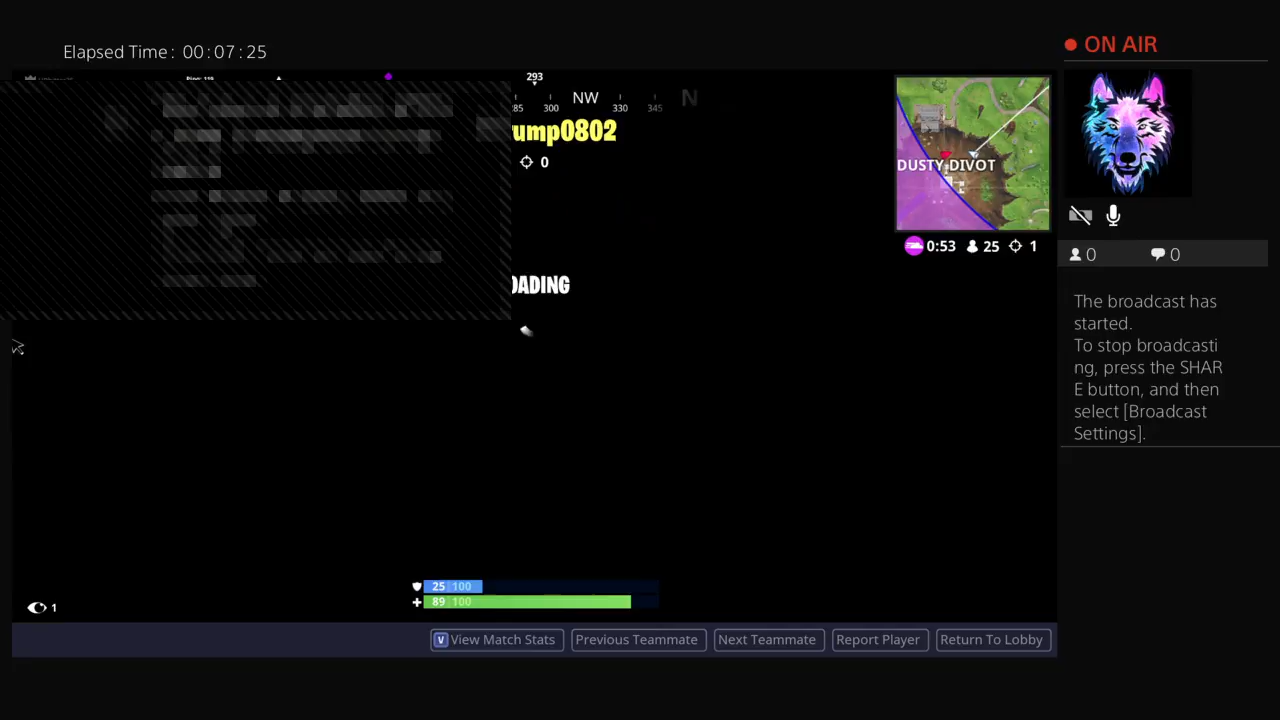 Elapsed Time: 00:07:25
ON AIR
293
285 300 NW 330 345 N
ump0802
0
DUSTY DIVOT
0:53 25 1
0 0
OADING
The broadcast has
started.
To stop broadcasti
ng, press the SHAR
E button, and then
select [Broadcast
Settings].
25 100
89 100
1
V View Match Stats
Previous Teammate
Next Teammate
Report Player
Return To Lobby